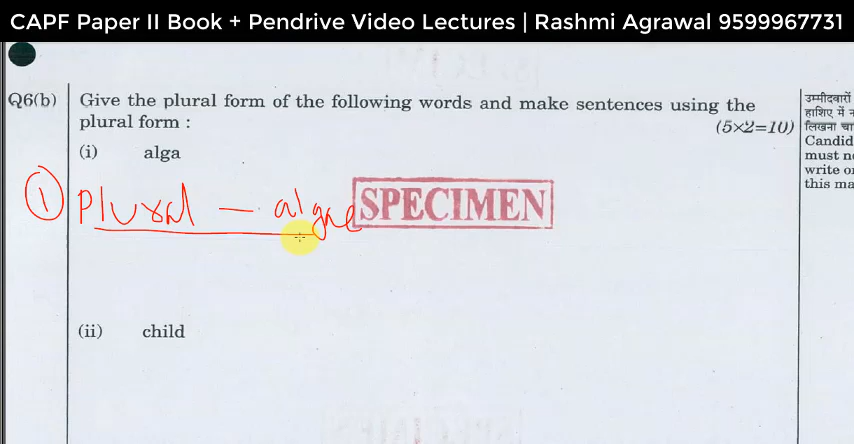 CAPF Paper II Book + Pendrive Video Lectures | Rashmi Agrawal 9599967731
Q6(b) Give the plural form of the following words and make sentences using the
plural form :
(5×2=10)
(i) alga
① Plural — algae
SPECIMEN
(ii) child
उम्मीदवारों
हाशिए में
लिखना चा
Candid
must no
write o
this ma